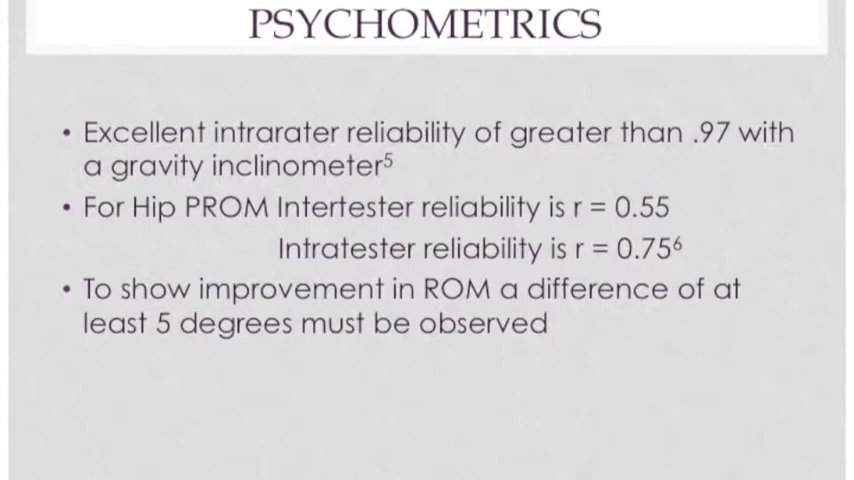 PSYCHOMETRICS
• Excellent intrarater reliability of greater than .97 with
a gravity inclinometer⁵
• For Hip PROM Intertester reliability is r = 0.55
Intratester reliability is r = 0.75⁶
• To show improvement in ROM a difference of at
least 5 degrees must be observed